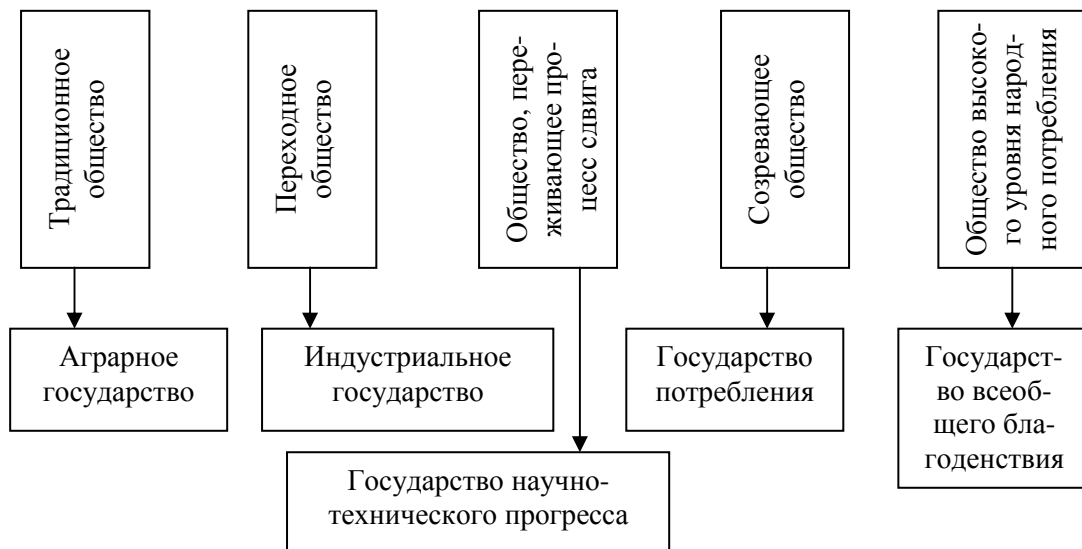 Традиционное
общество
Переходное
общество
Общество, пере-
живающее про-
цесс сдвига
Созревающее
общество
Общество высоко-
го уровня народ-
ного потребления
Аграрное
государство
Индустриальное
государство
Государство
потребления
Государст-
во всеоб-
щего бла-
годенствия
Государство научно-
технического прогресса